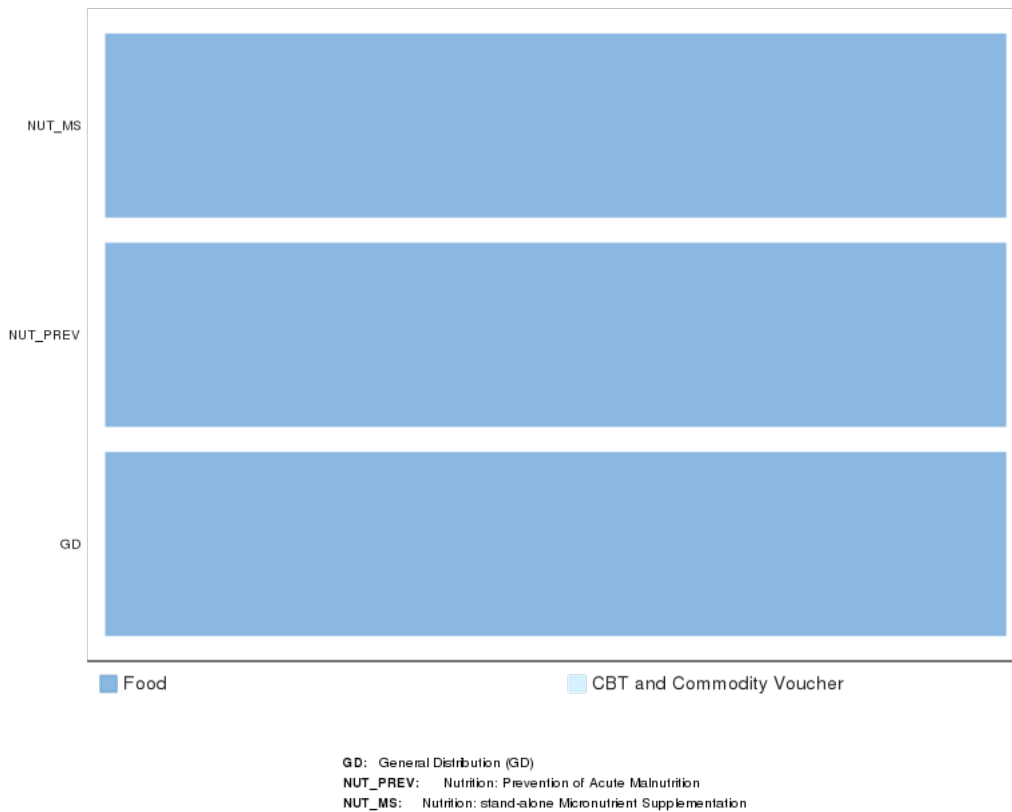 NUT_MS
NUT_PREV
GD
Food
CBT and Commodity Voucher
GD: General Distribution (GD)
NUT_PREV: Nutrition: Prevention of Acute Malnutrition
NUT_MS: Nutrition: stand-alone Micronutrient Supplementation